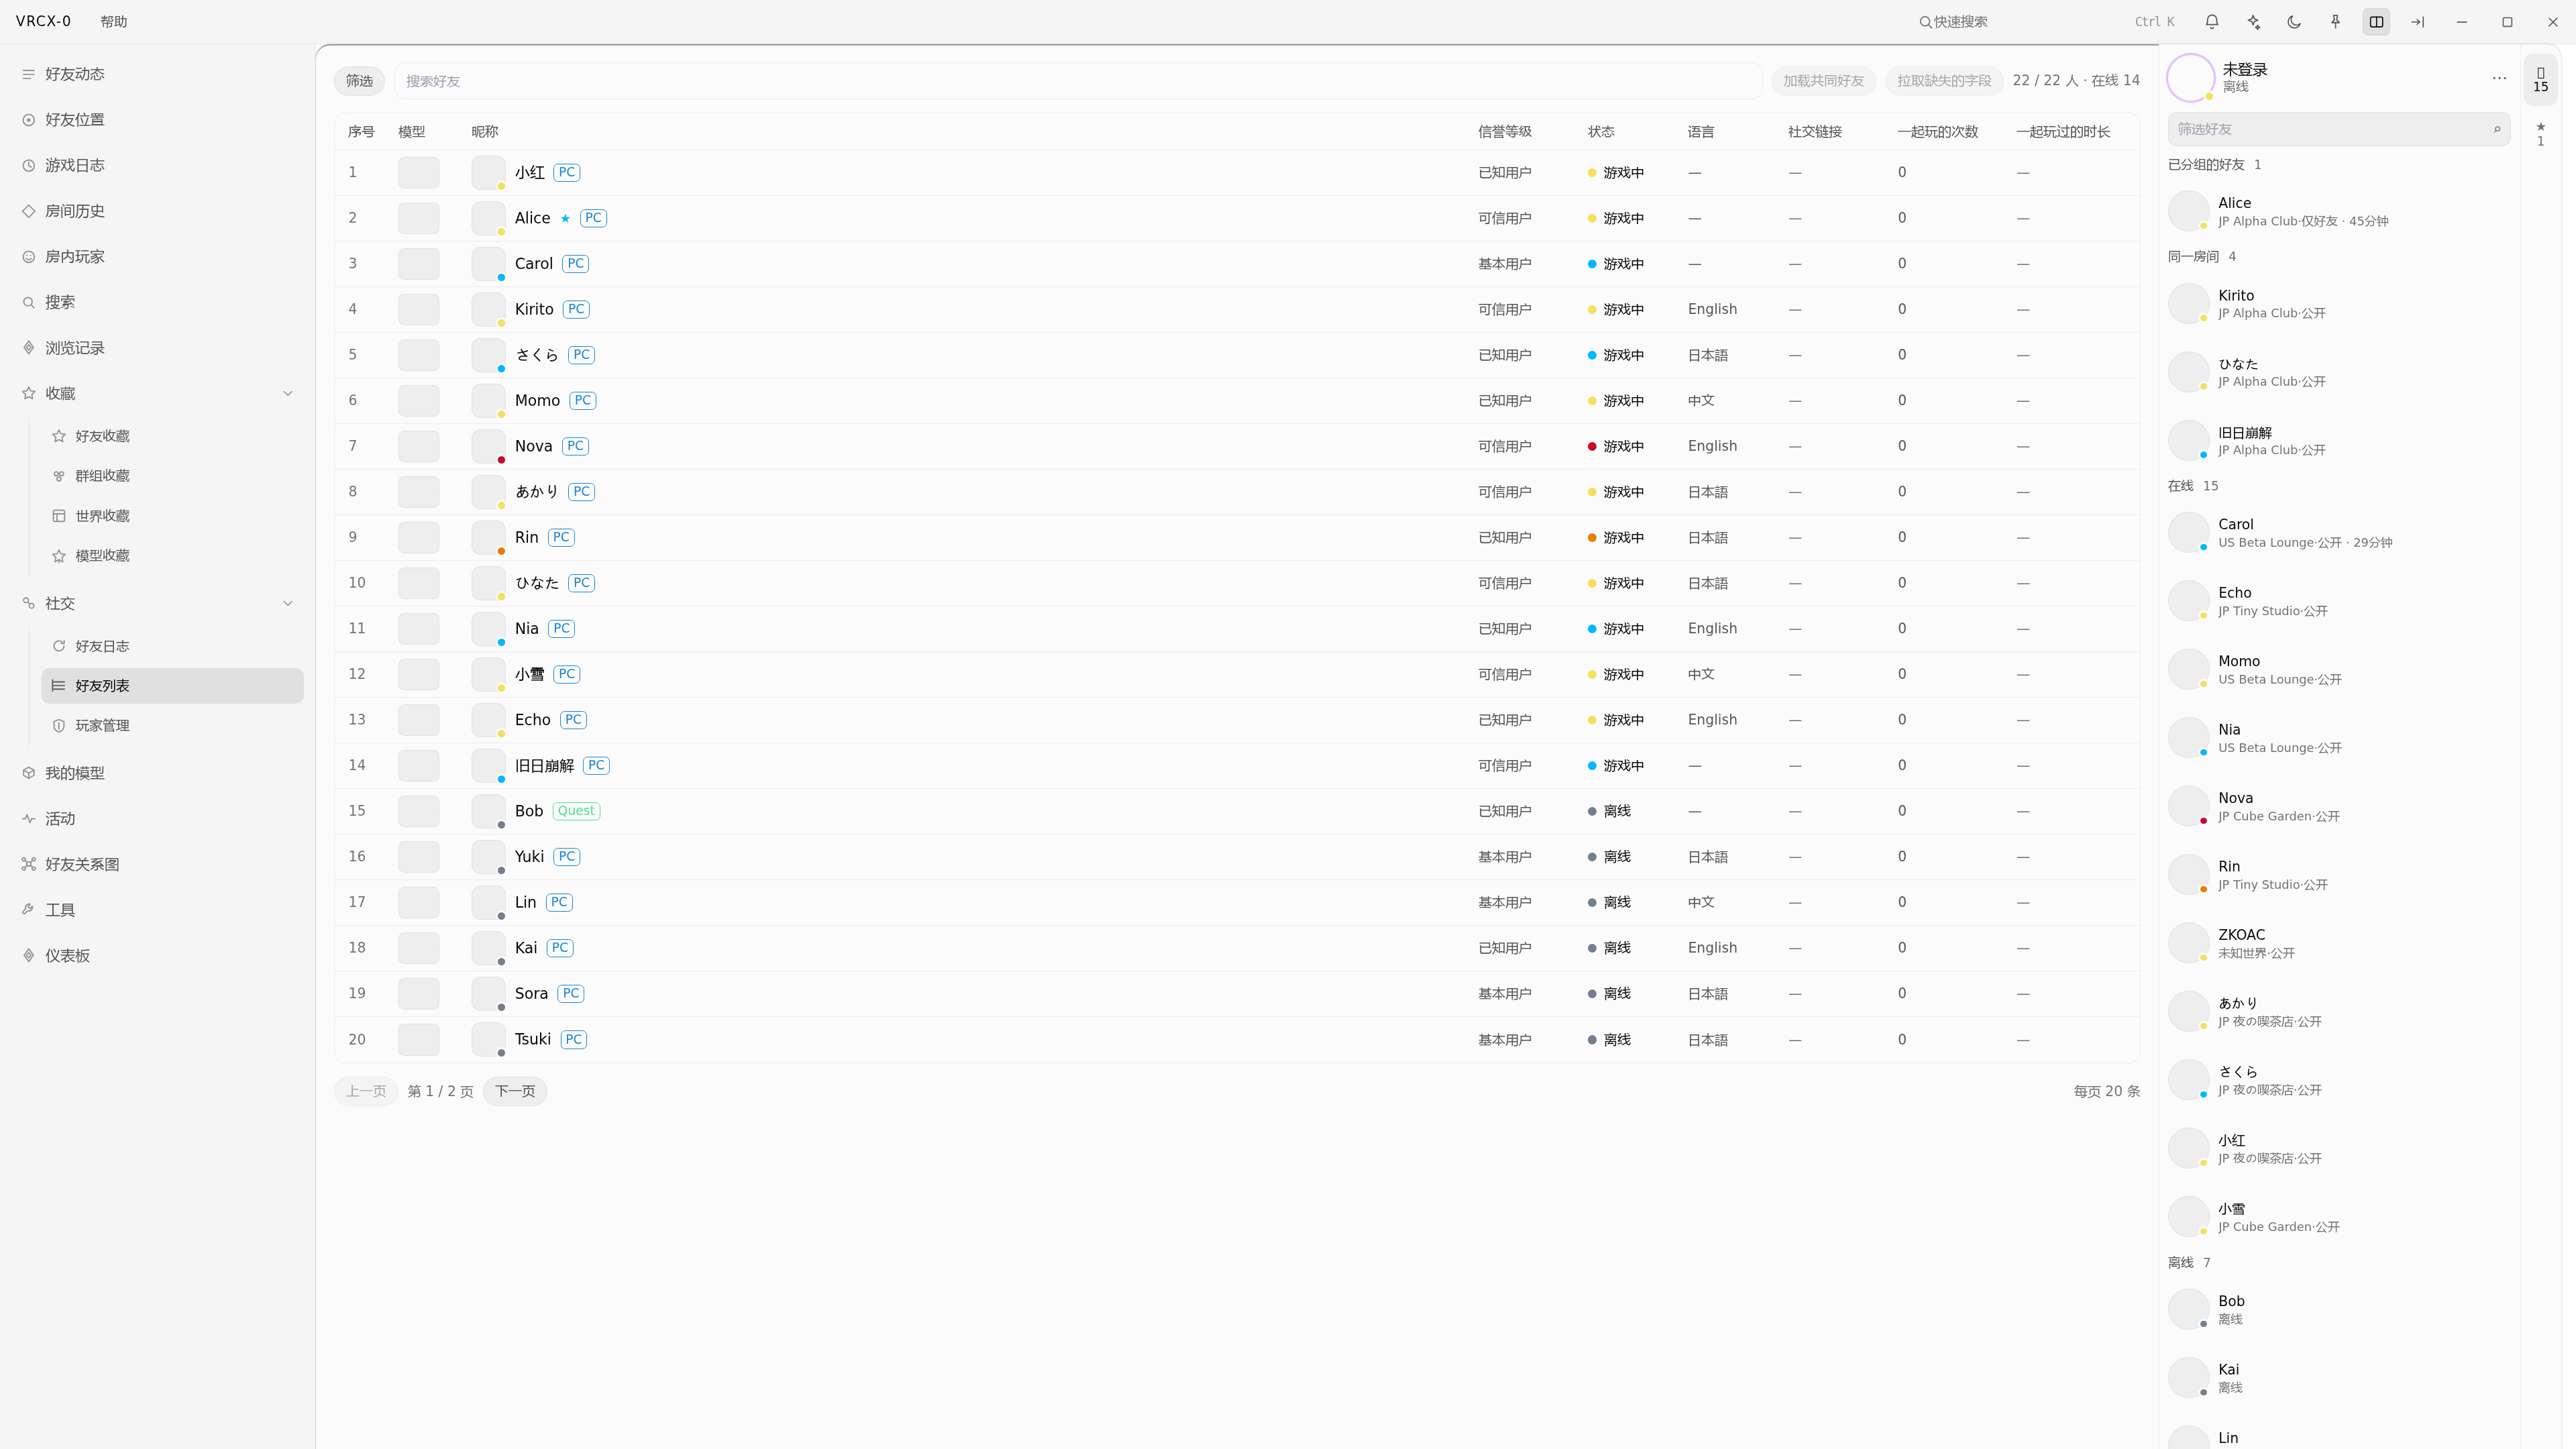 VRCX-0 帮助 快速搜索 Ctrl K
好友动态
好友位置
游戏日志
房间历史
房内玩家
搜索
浏览记录
收藏
好友收藏
群组收藏
世界收藏
模型收藏
社交
好友日志
好友列表
玩家管理
我的模型
活动
好友关系图
工具
仪表板
筛选 搜索好友 加载共同好友 拉取缺失的字段 22 / 22 人 · 在线 14
序号 模型 昵称 信誉等级 状态 语言 社交链接 一起玩的次数 一起玩过的时长
1 小红 PC 已知用户 游戏中 — — 0 —
2 Alice ★ PC 可信用户 游戏中 — — 0 —
3 Carol PC 基本用户 游戏中 — — 0 —
4 Kirito PC 可信用户 游戏中 English — 0 —
5 さくら PC 已知用户 游戏中 日本語 — 0 —
6 Momo PC 已知用户 游戏中 中文 — 0 —
7 Nova PC 可信用户 游戏中 English — 0 —
8 あかり PC 可信用户 游戏中 日本語 — 0 —
9 Rin PC 已知用户 游戏中 日本語 — 0 —
10 ひなた PC 可信用户 游戏中 日本語 — 0 —
11 Nia PC 已知用户 游戏中 English — 0 —
12 小雪 PC 可信用户 游戏中 中文 — 0 —
13 Echo PC 已知用户 游戏中 English — 0 —
14 旧日崩解 PC 可信用户 游戏中 — — 0 —
15 Bob Quest 已知用户 离线 — — 0 —
16 Yuki PC 基本用户 离线 日本語 — 0 —
17 Lin PC 基本用户 离线 中文 — 0 —
18 Kai PC 已知用户 离线 English — 0 —
19 Sora PC 基本用户 离线 日本語 — 0 —
20 Tsuki PC 基本用户 离线 日本語 — 0 —
上一页 第 1 / 2 页 下一页 每页 20 条
未登录
离线
筛选好友
已分组的好友 1
Alice
JP Alpha Club·仅好友 · 45分钟
同一房间 4
Kirito
JP Alpha Club·公开
ひなた
JP Alpha Club·公开
旧日崩解
JP Alpha Club·公开
在线 15
Carol
US Beta Lounge·公开 · 29分钟
Echo
JP Tiny Studio·公开
Momo
US Beta Lounge·公开
Nia
US Beta Lounge·公开
Nova
JP Cube Garden·公开
Rin
JP Tiny Studio·公开
ZKOAC
未知世界·公开
あかり
JP 夜の喫茶店·公开
さくら
JP 夜の喫茶店·公开
小红
JP 夜の喫茶店·公开
小雪
JP Cube Garden·公开
离线 7
Bob
离线
Kai
离线
Lin
15
★
1